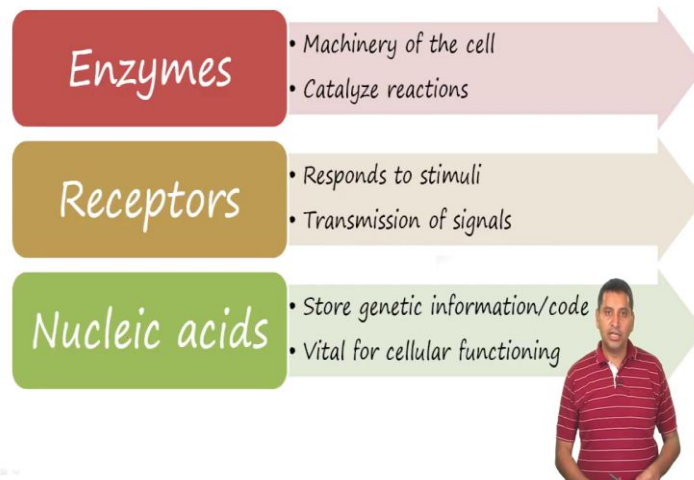 Enzymes
• Machinery of the cell
• Catalyze reactions
Receptors
• Responds to stimuli
• Transmission of signals
Nucleic acids
• Store genetic information/code
• Vital for cellular functioning